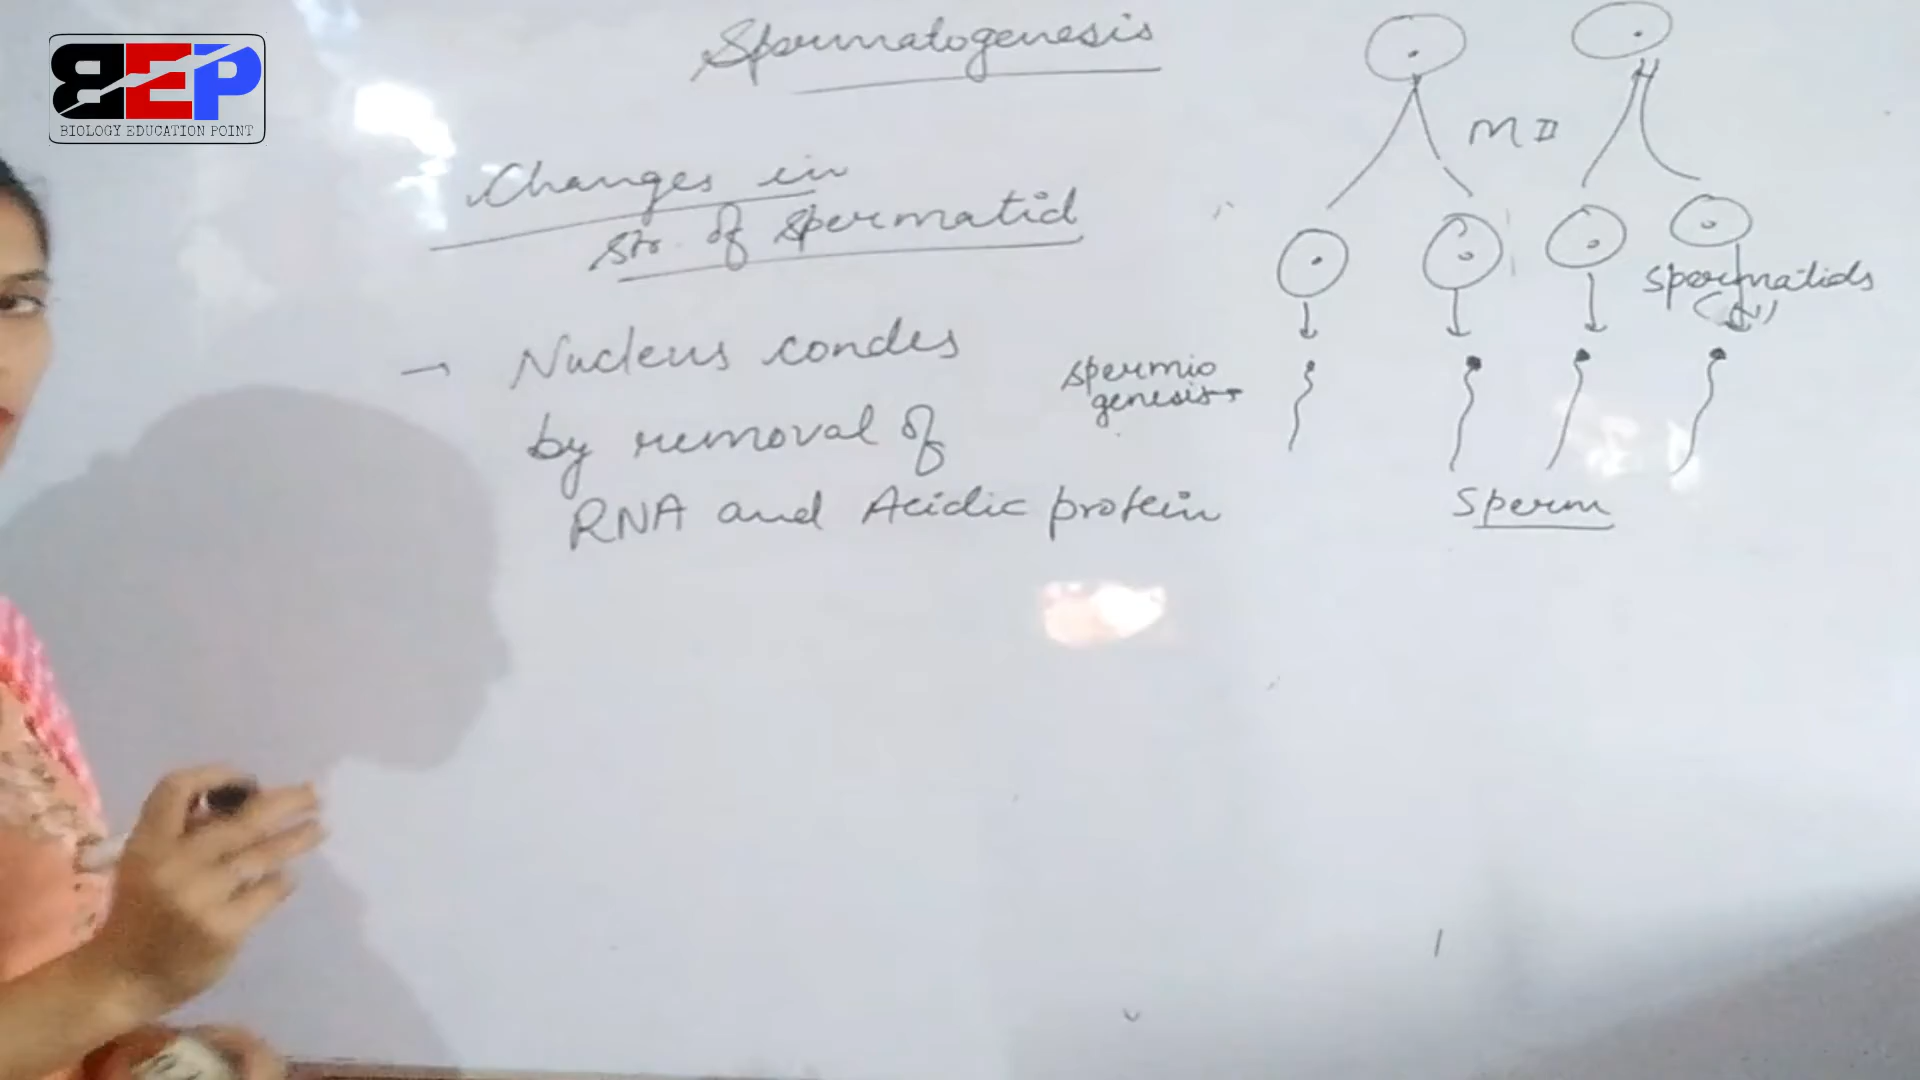 BEP
BIOLOGY EDUCATION POINT
Spermatogenesis
Changes in
str. of spermatid
→ Nucleus condes
by removal of
RNA and Acidic protein
M II
spermatids
(n)
spermio
genesis→
Sperm